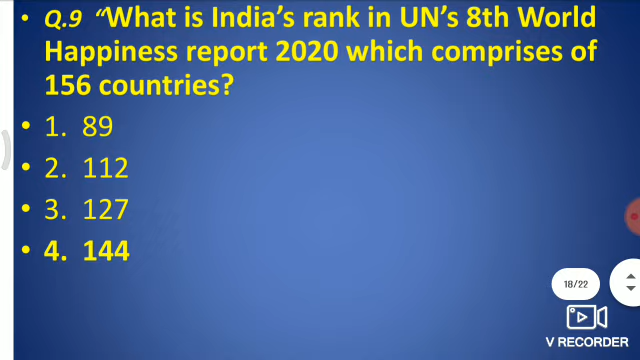 • Q.9 “What is India’s rank in UN’s 8th World
Happiness report 2020 which comprises of
156 countries?
• 1. 89
• 2. 112
• 3. 127
• 4. 144
18/22
V RECORDER